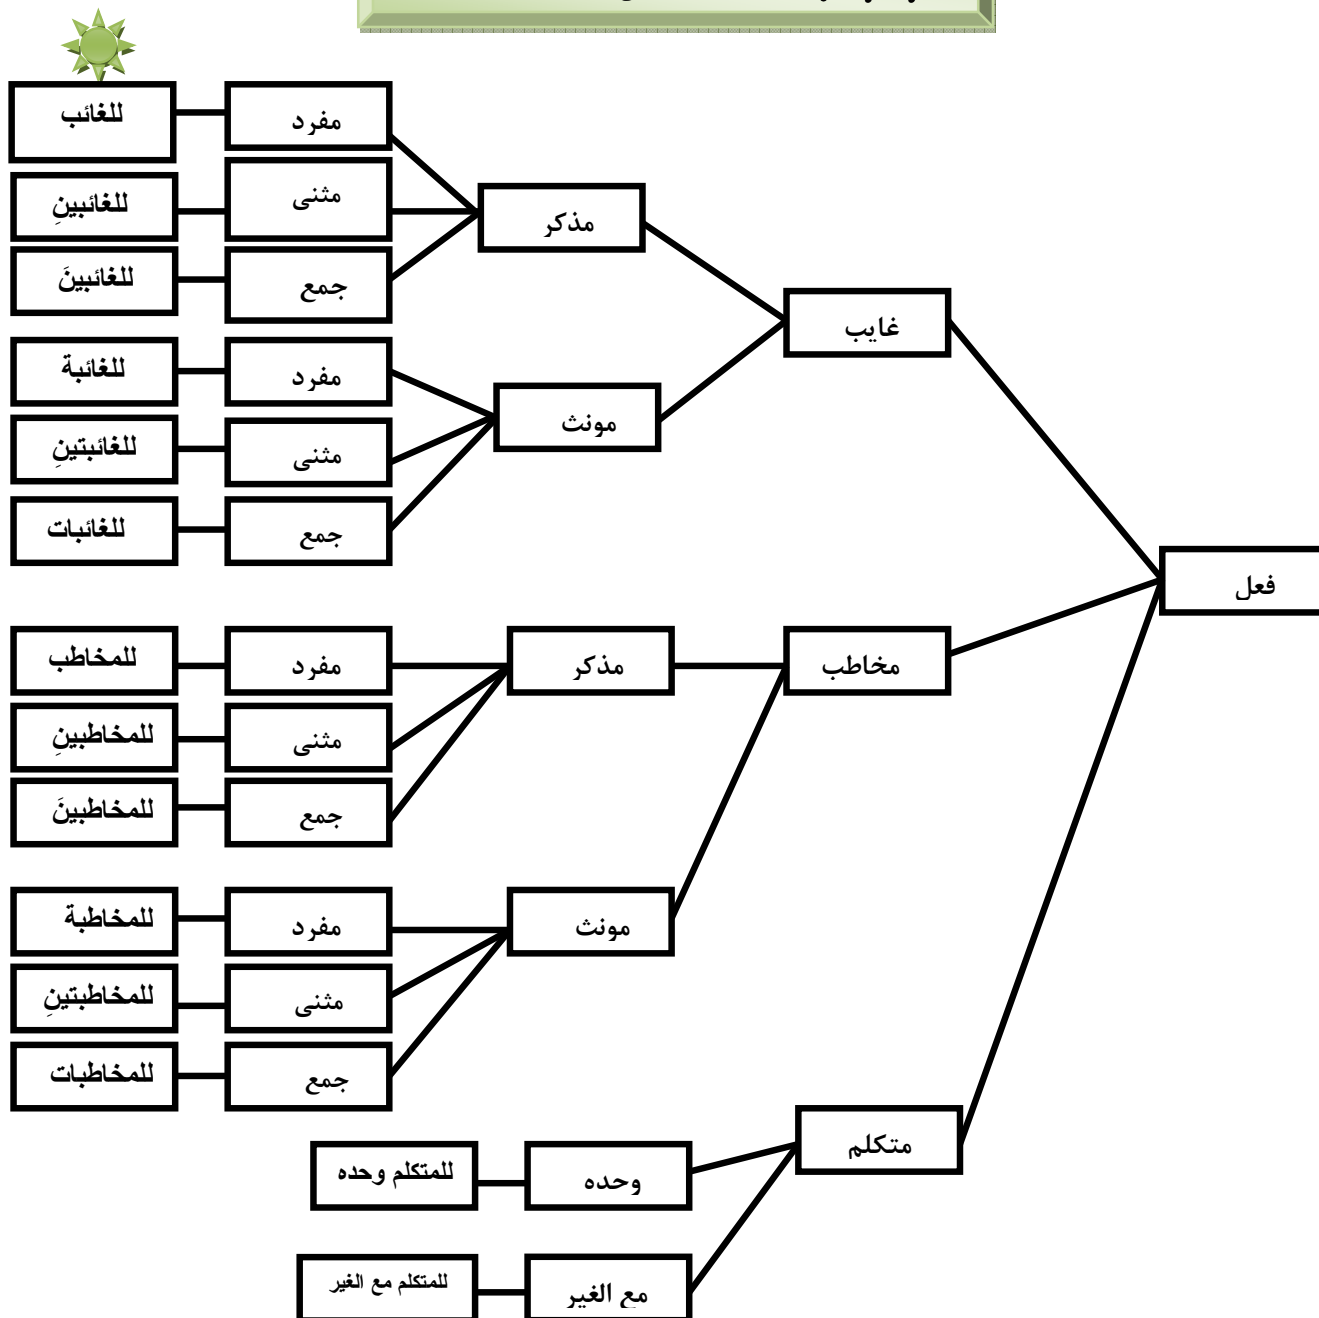 فعل
غايب
مذكر
مفرد
للغائب
مثنى
للغائبينِ
جمع
للغائبينَ
مونث
مفرد
للغائبة
مثنى
للغائبتينِ
جمع
للغائبات
مخاطب
مذكر
مفرد
للمخاطب
مثنى
للمخاطبينِ
جمع
للمخاطبينَ
مونث
مفرد
للمخاطبة
مثنى
للمخاطبتينِ
جمع
للمخاطبات
متكلم
وحده
للمتكلم وحده
مع الغير
للمتكلم مع الغير